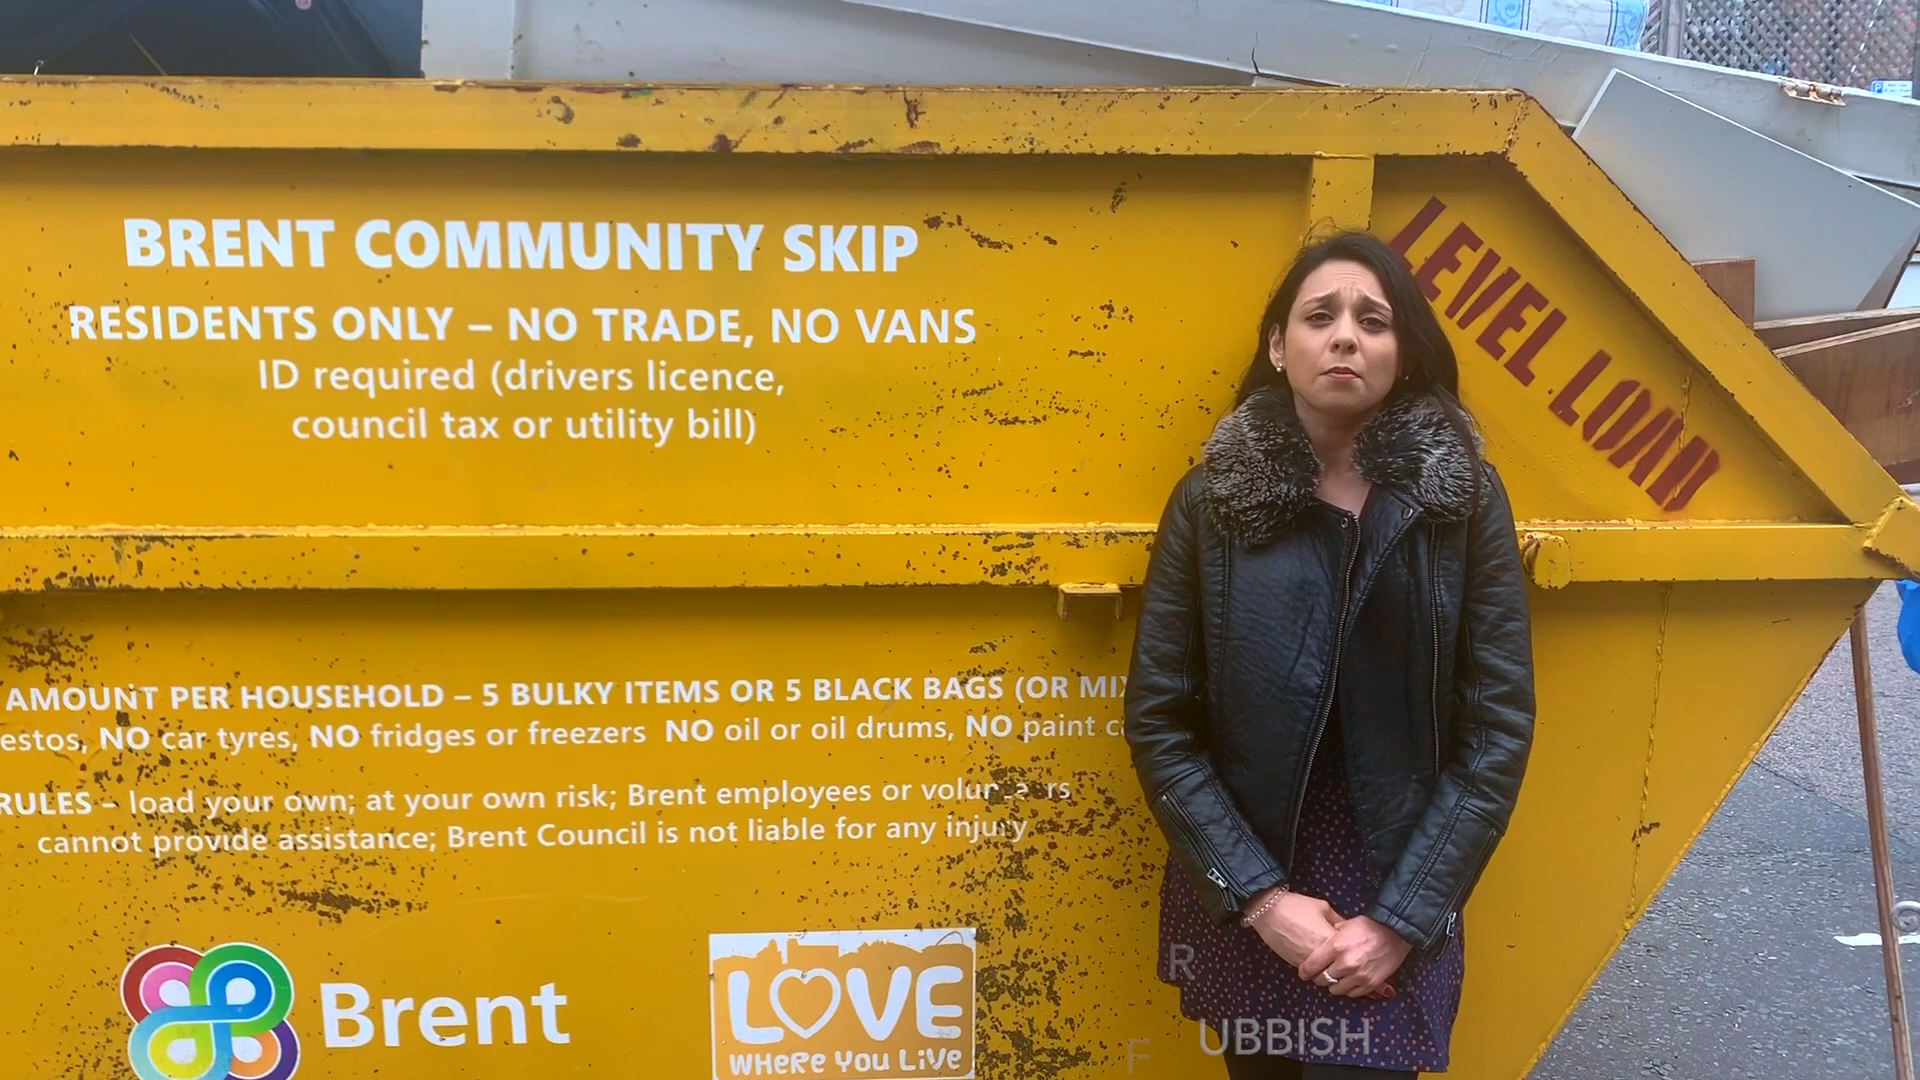 BRENT COMMUNITY SKIP
RESIDENTS ONLY – NO TRADE, NO VANS
ID required (drivers licence,
council tax or utility bill)
LEVEL LOAD
AMOUNT PER HOUSEHOLD – 5 BULKY ITEMS OR 5 BLACK BAGS (OR
NO car tyres, NO fridges or freezers NO oil or oil drums, NO paint
RULES – load your own; at your own risk; Brent employees or
cannot provide assistance; Brent Council is not liable for any injury
Brent
LOVE
WHERE YOU LIVE
R
F UBBISH